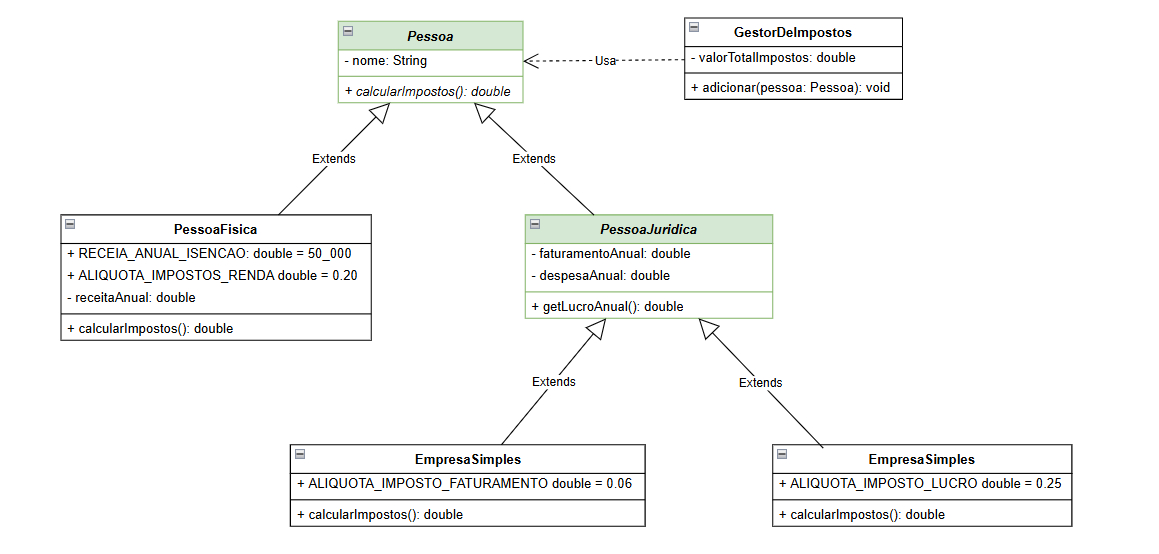 Pessoa
- nome: String
+ calcularImpostos(): double
GestorDeImpostos
- valorTotalImpostos: double
+ adicionar(pessoa: Pessoa): void
Usa
Extends
Extends
PessoaFisica
+ RECEIA_ANUAL_ISENCAO: double = 50_000
+ ALIQUOTA_IMPOSTOS_RENDA double = 0.20
- receitaAnual: double
+ calcularImpostos(): double
PessoaJuridica
- faturamentoAnual: double
- despesaAnual: double
+ getLucroAnual(): double
Extends
Extends
EmpresaSimples
+ ALIQUOTA_IMPOSTO_FATURAMENTO double = 0.06
+ calcularImpostos(): double
EmpresaSimples
+ ALIQUOTA_IMPOSTO_LUCRO double = 0.25
+ calcularImpostos(): double